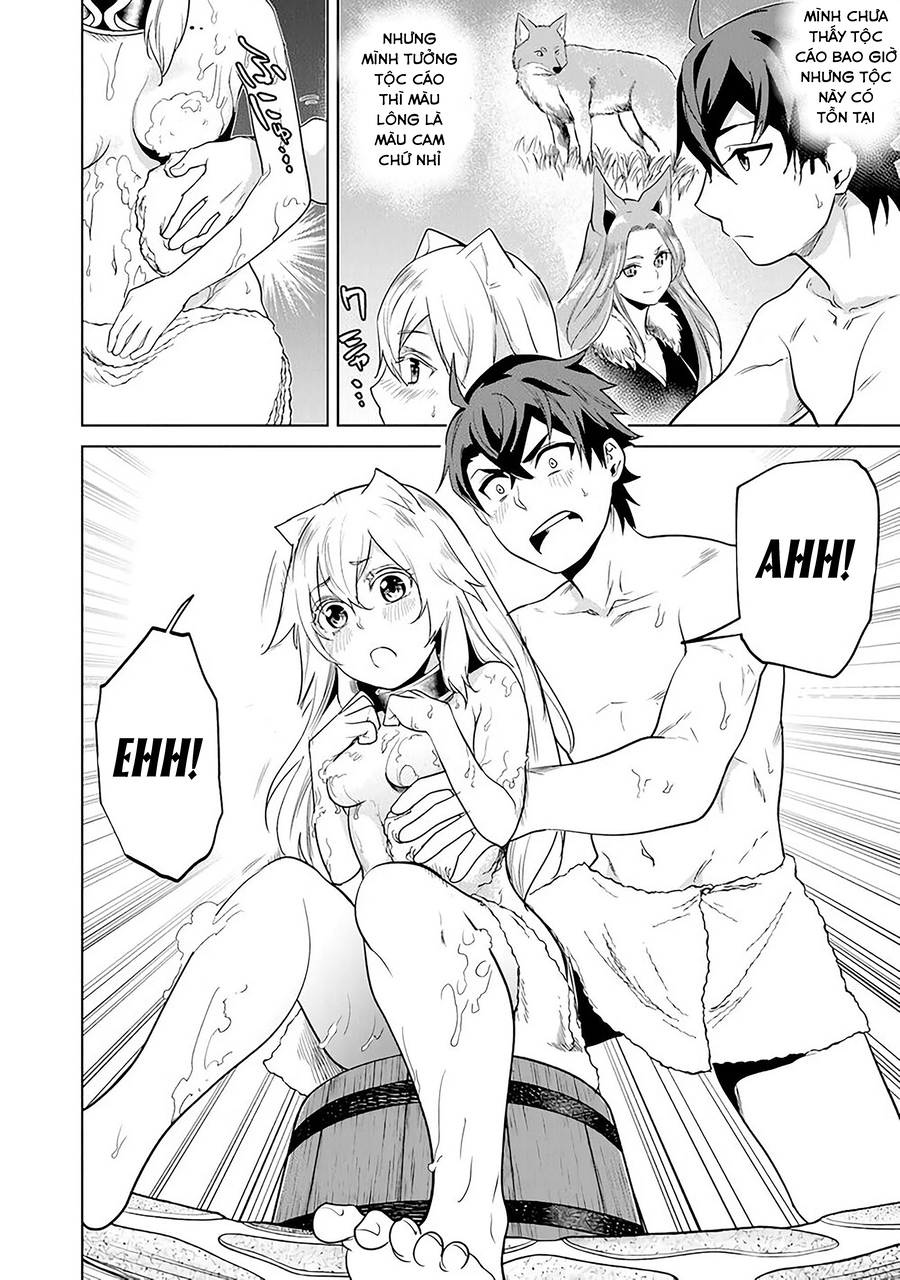 MÌNH CHƯA
THẤY TỘC
CÁO BAO GIỜ
NHƯNG TỘC
NÀY CÓ
TỒN TẠI
NHƯNG
MÌNH TƯỞNG
TỘC CÁO
THÌ MÀU
LÔNG LÀ
MÀU CAM
CHỨ NHỈ
AHH!
EHH!